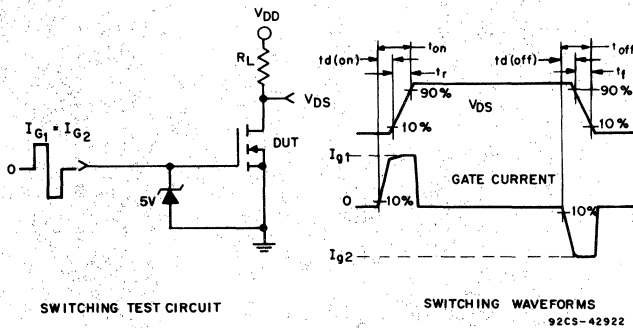 VDD
RL
VDS
IG1 = IG2
DUT
0
5V
SWITCHING TEST CIRCUIT
ton
toff
td(on)
td(off)
tr
tf
90%
90%
VDS
10%
10%
Ig1
GATE CURRENT
0
10%
10%
Ig2
SWITCHING WAVEFORMS
92CS-42922